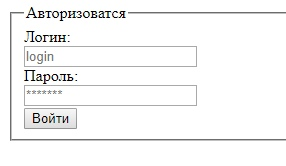 Авторизоватся
Логин:
login
Пароль:
*******
Войти